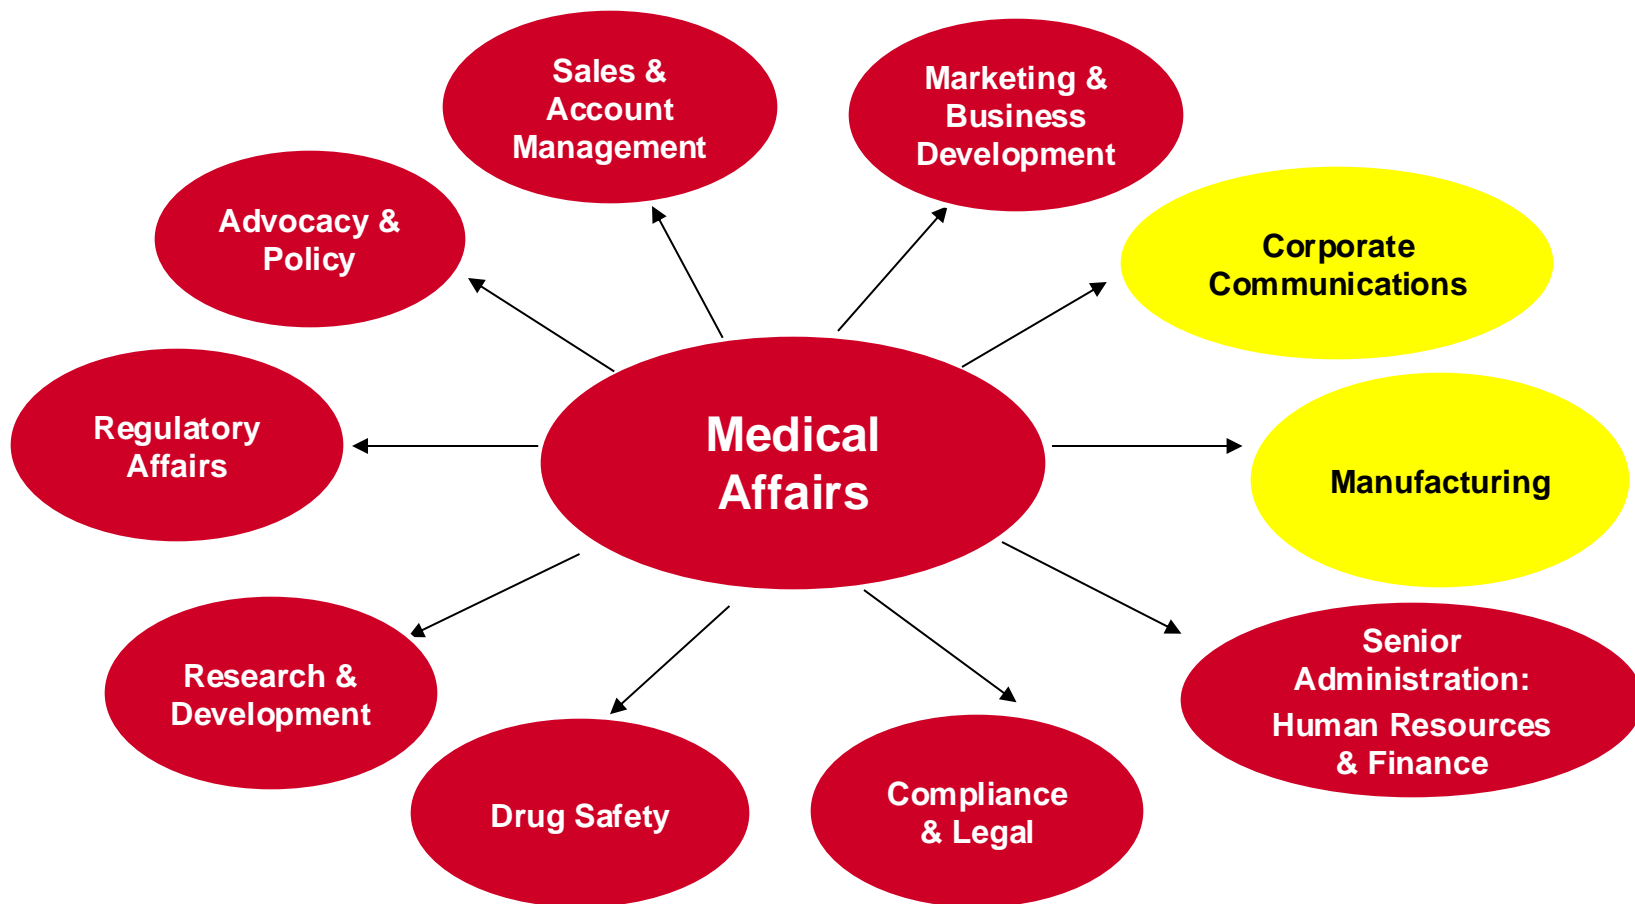 Sales &
Account
Management
Marketing &
Business
Development
Advocacy &
Policy
Corporate
Communications
Regulatory
Affairs
Medical
Affairs
Manufacturing
Research &
Development
Senior
Administration:
Human Resources
& Finance
Drug Safety
Compliance
& Legal